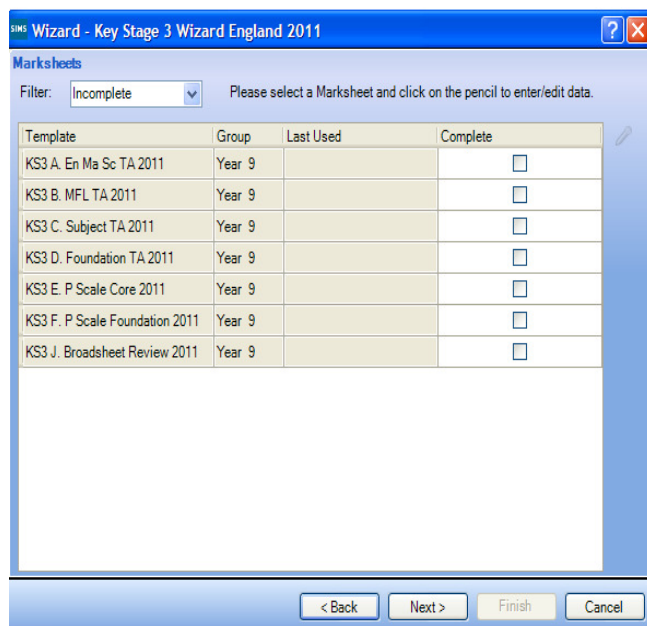 SIMS Wizard - Key Stage 3 Wizard England 2011
Marksheets
Filter: Incomplete Please select a Marksheet and click on the pencil to enter/edit data.
Template Group Last Used Complete
KS3 A. En Ma Sc TA 2011 Year 9
KS3 B. MFL TA 2011 Year 9
KS3 C. Subject TA 2011 Year 9
KS3 D. Foundation TA 2011 Year 9
KS3 E. P Scale Core 2011 Year 9
KS3 F. P Scale Foundation 2011 Year 9
KS3 J. Broadsheet Review 2011 Year 9
< Back Next > Finish Cancel